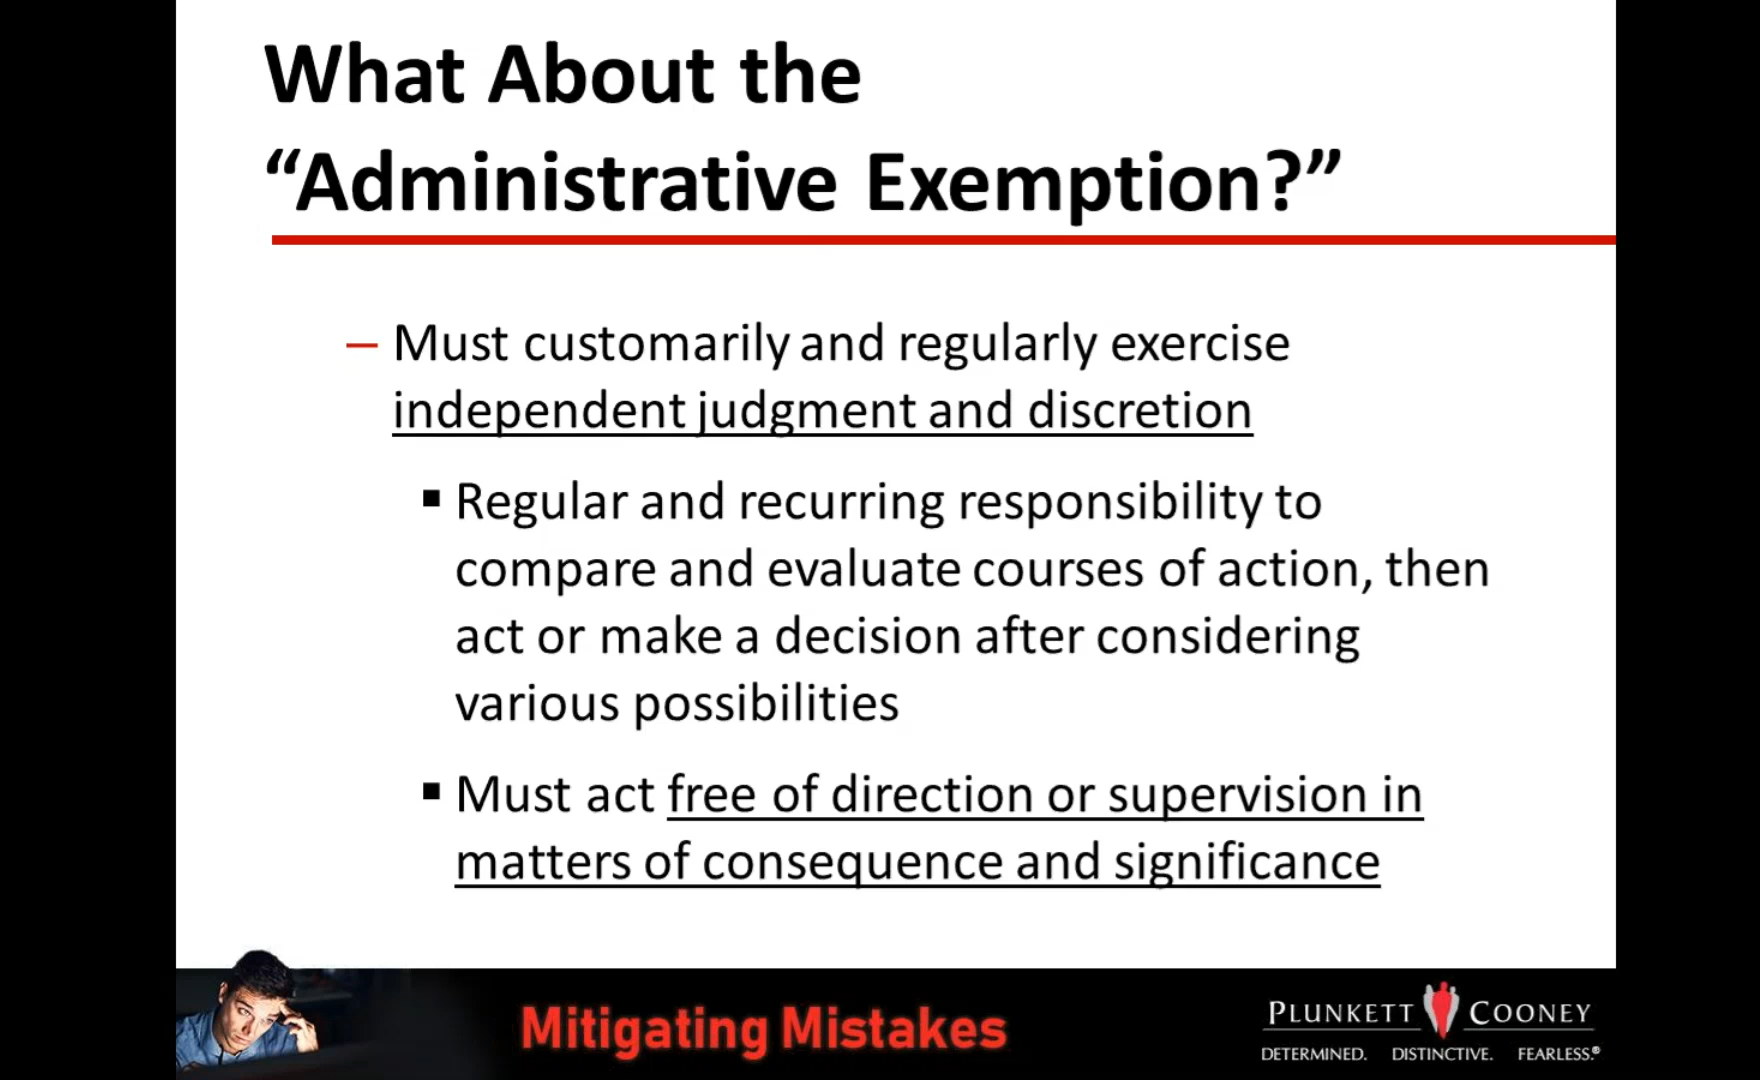 What About the
“Administrative Exemption?”
– Must customarily and regularly exercise
independent judgment and discretion
▪ Regular and recurring responsibility to
compare and evaluate courses of action, then
act or make a decision after considering
various possibilities
▪ Must act free of direction or supervision in
matters of consequence and significance
Mitigating Mistakes
PLUNKETT COONEY
DETERMINED. DISTINCTIVE. FEARLESS.®